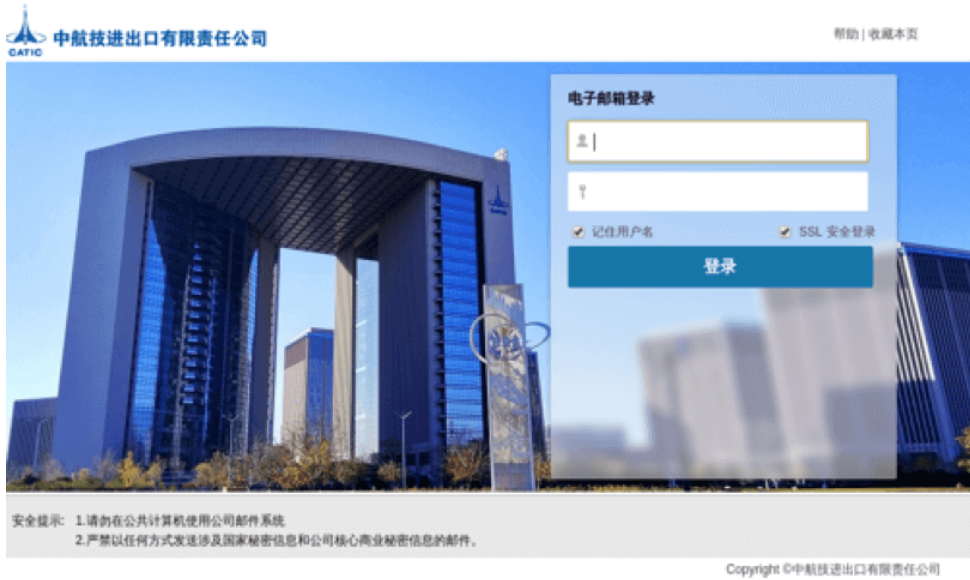 CATIC
中航技进出口有限责任公司
帮助 | 收藏本页
电子邮箱登录
记住用户名
SSL 安全登录
登录
安全提示: 1.请勿在公共计算机使用公司邮件系统
2.严禁以任何方式发送涉及国家秘密信息和公司核心商业秘密信息的邮件。
Copyright ©中航技进出口有限责任公司